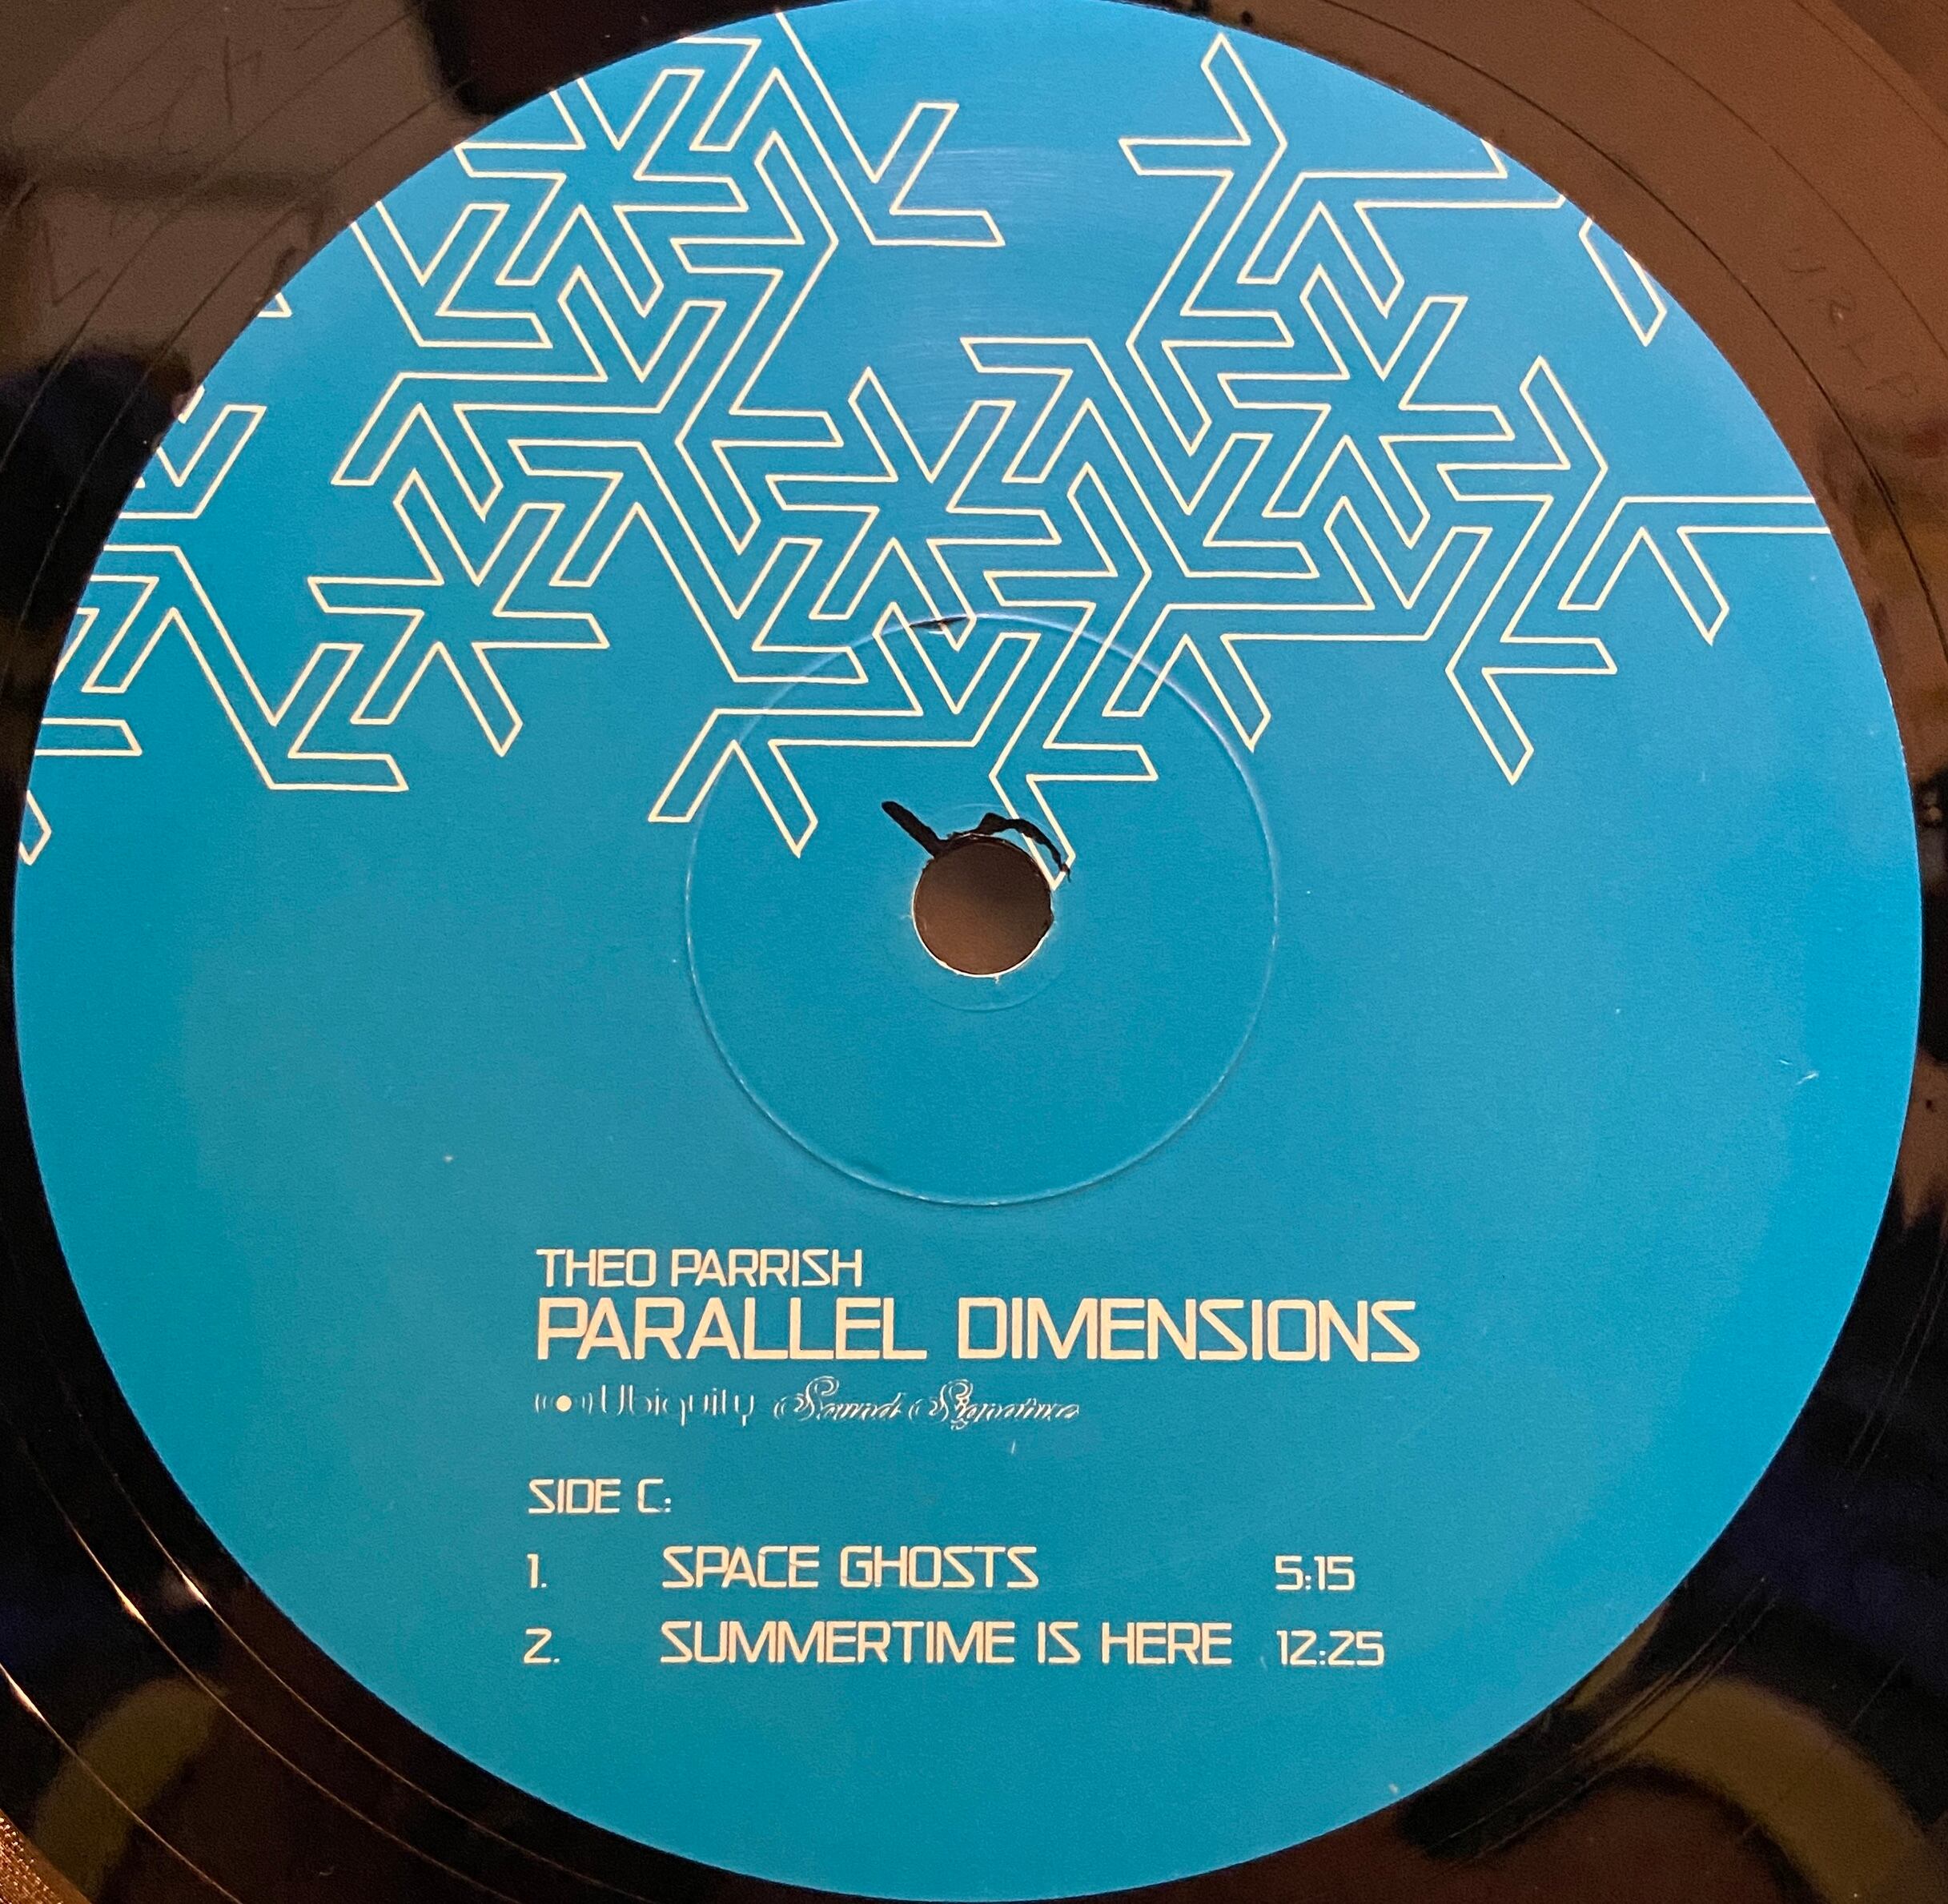 THEO PARRISH
PARALLEL DIMENSIONS
Ubiquity Sound Signature
SIDE C:
1. SPACE GHOSTS 5:15
2. SUMMERTIME IS HERE 12:25